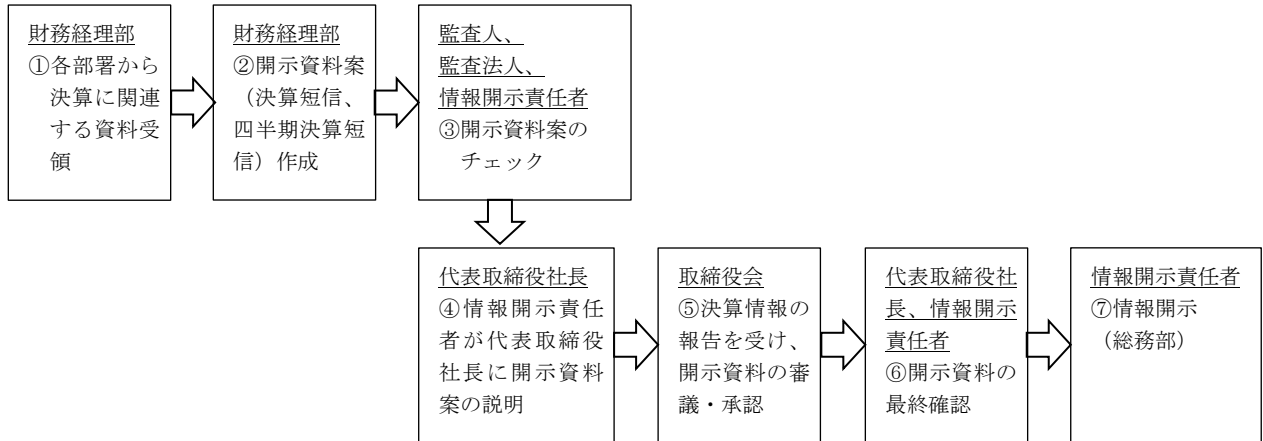 財務経理部
①各部署から
決算に関連
する資料受
領
財務経理部
②開示資料案
（決算短信、
四半期決算短
信）作成
監査人、
監査法人、
情報開示責任者
③開示資料案の
チェック
代表取締役社長
④情報開示責任
者が代表取締役
社長に開示資料
案の説明
取締役会
⑤決算情報の
報告を受け、
開示資料の審
議・承認
代表取締役社
長、情報開示
責任者
⑥開示資料の
最終確認
情報開示責任者
⑦情報開示
（総務部）